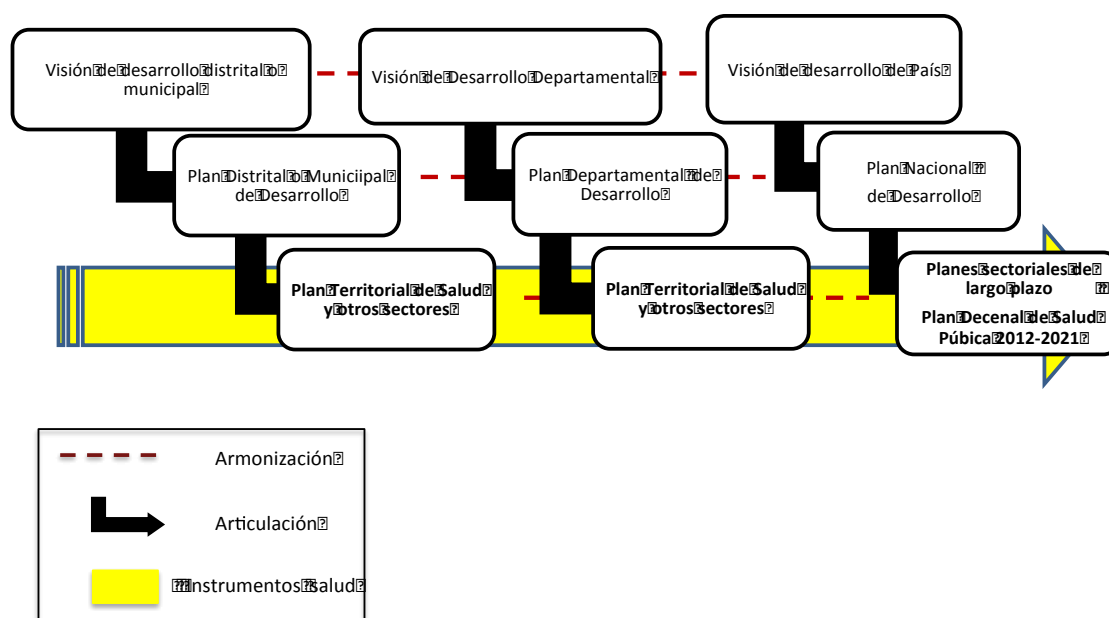 Visión de desarrollo distrital o
municipal
Visión de Desarrollo Departamental
Visión de desarrollo de País
Plan Distrital o Municiipal
de Desarrollo
Plan Departamental de
Desarrollo
Plan Nacional
de Desarrollo
Plan Territorial de Salud
y otros sectores
Plan Territorial de Salud
y otros sectores
Planes sectoriales de
largo plazo
Plan Decenal de Salud
Púbica 2012-2021
Armonización
Articulación
Instrumentos salud